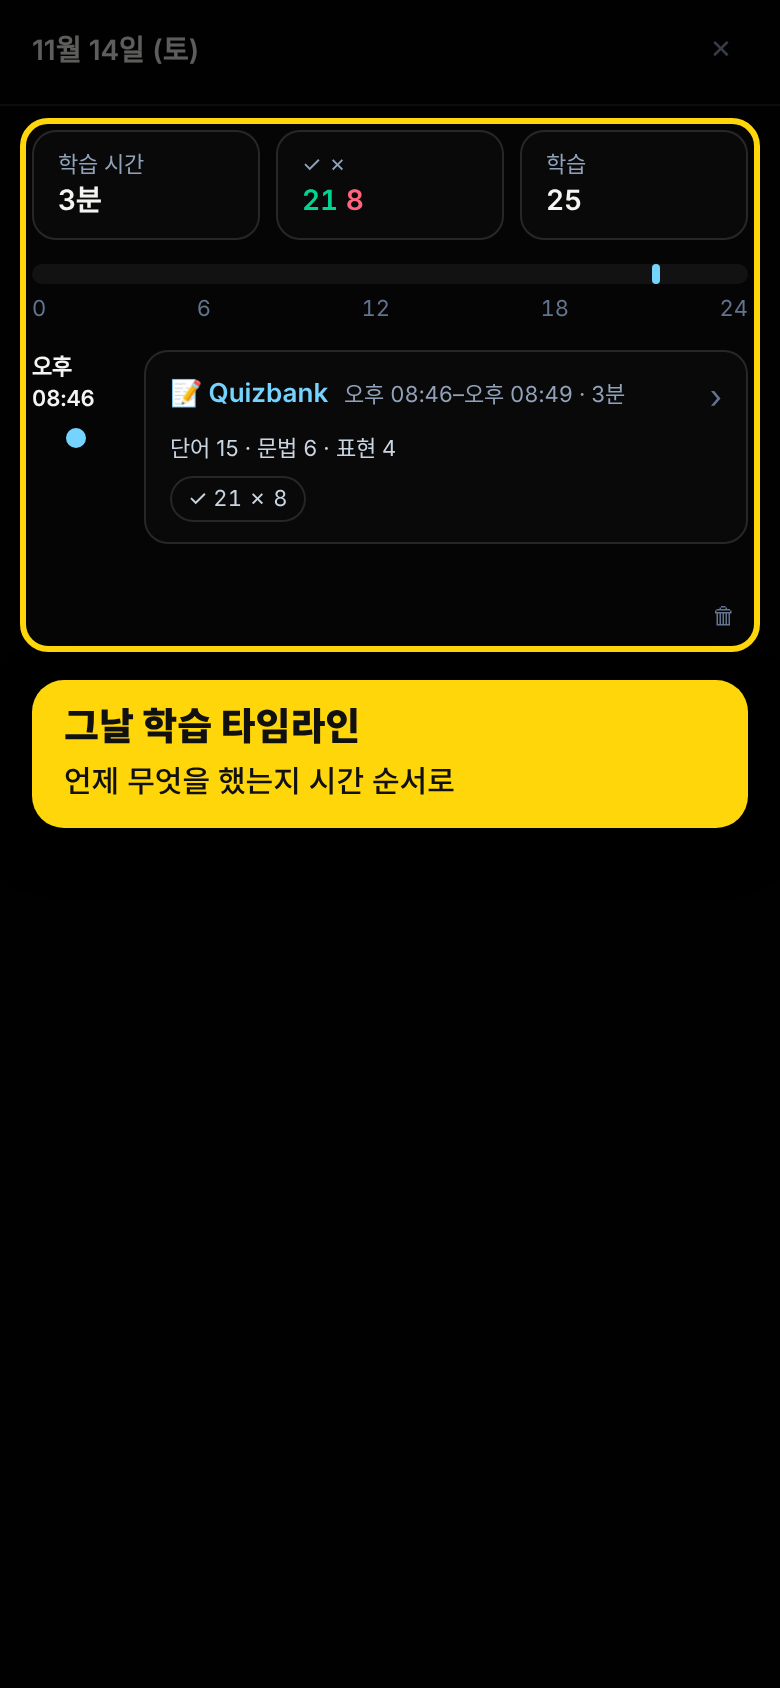 11월 14일 (토) ×
학습 시간
3분
✓ ×
21 8
학습
25
0 6 12 18 24
오후
08:46
📝 Quizbank 오후 08:46–오후 08:49 · 3분 ›
단어 15 · 문법 6 · 표현 4
✓ 21 × 8
그날 학습 타임라인
언제 무엇을 했는지 시간 순서로